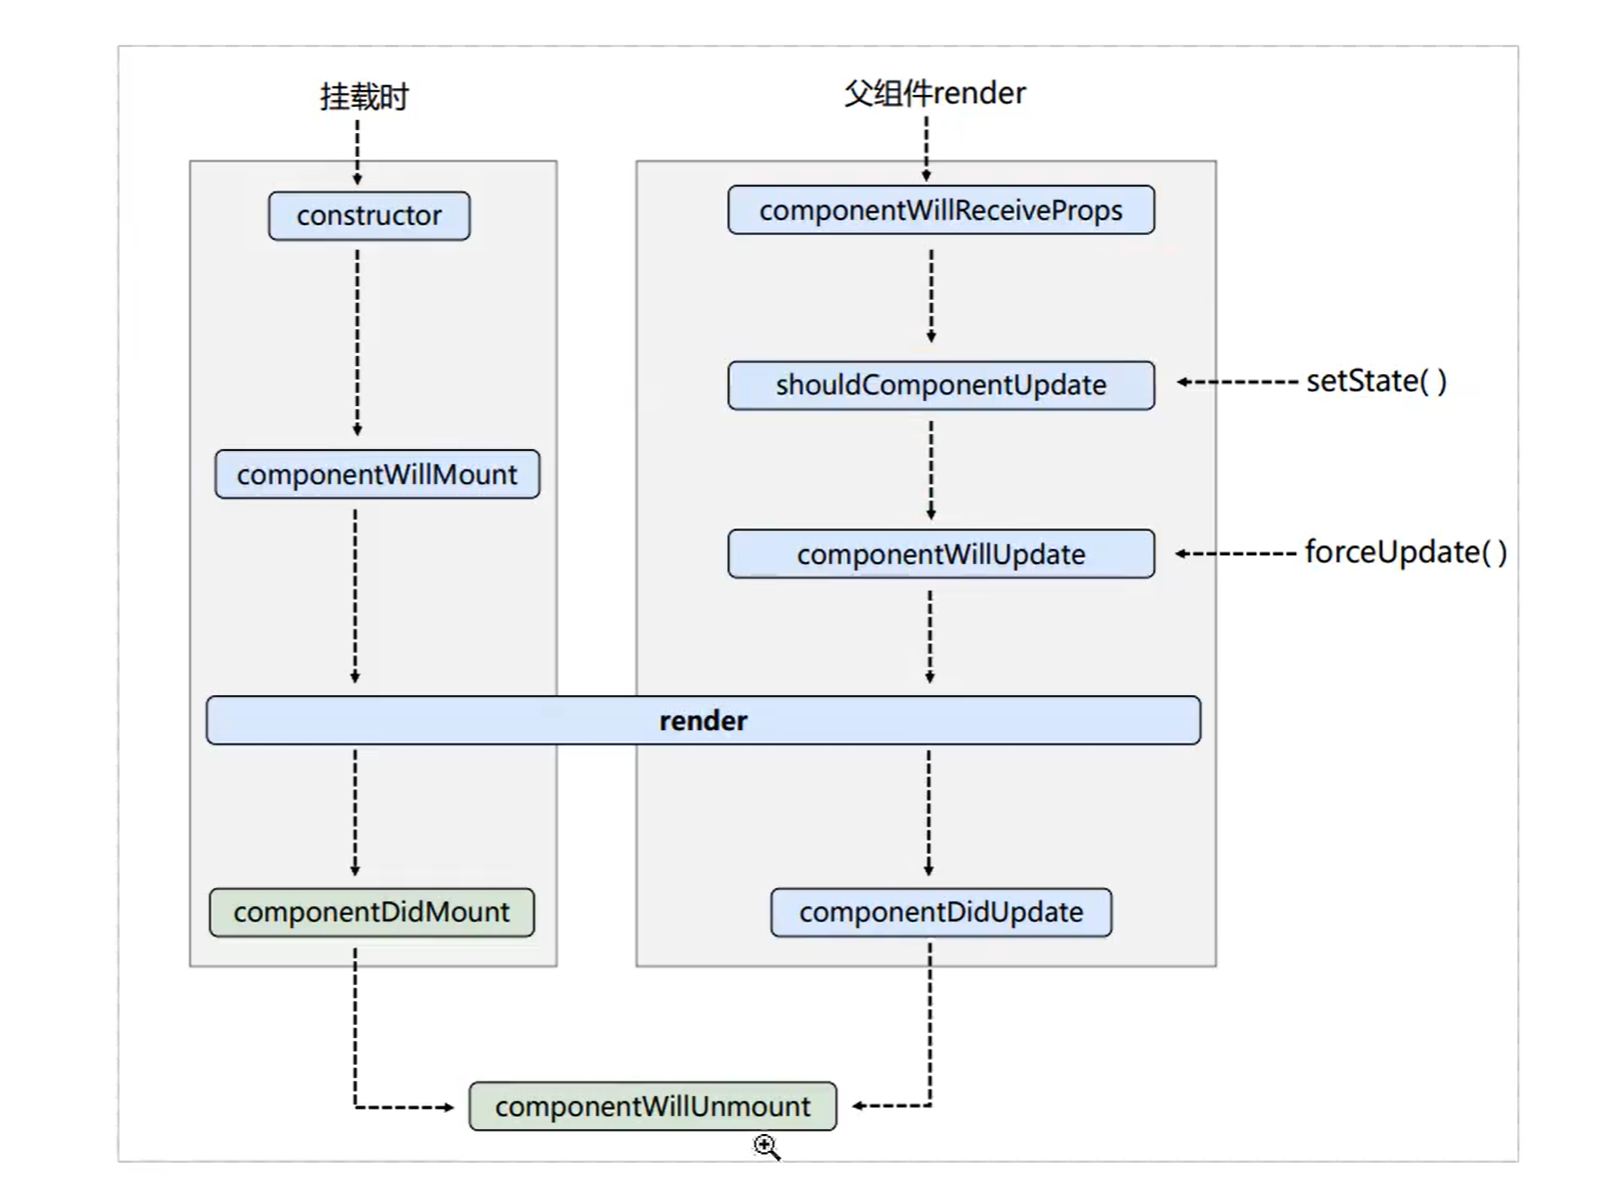 挂载时
父组件render
constructor
componentWillReceiveProps
shouldComponentUpdate
setState( )
componentWillMount
componentWillUpdate
forceUpdate( )
render
componentDidMount
componentDidUpdate
componentWillUnmount